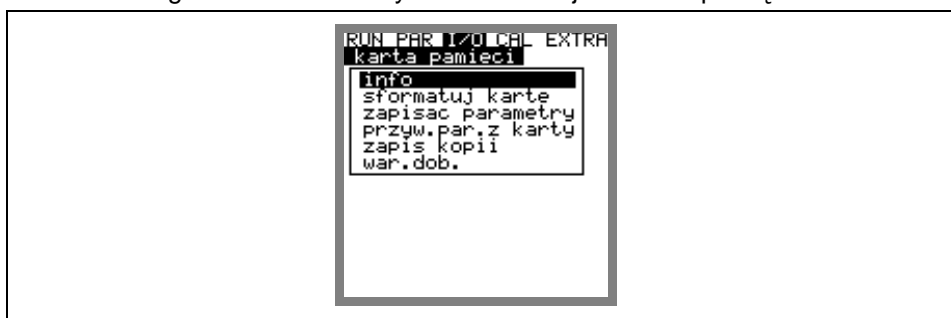 RUN PAR I/O CAL EXTRA
karta pamieci
info
sformatuj karte
zapisac parametry
przyw.par.z karty
zapis kopii
war.dob.